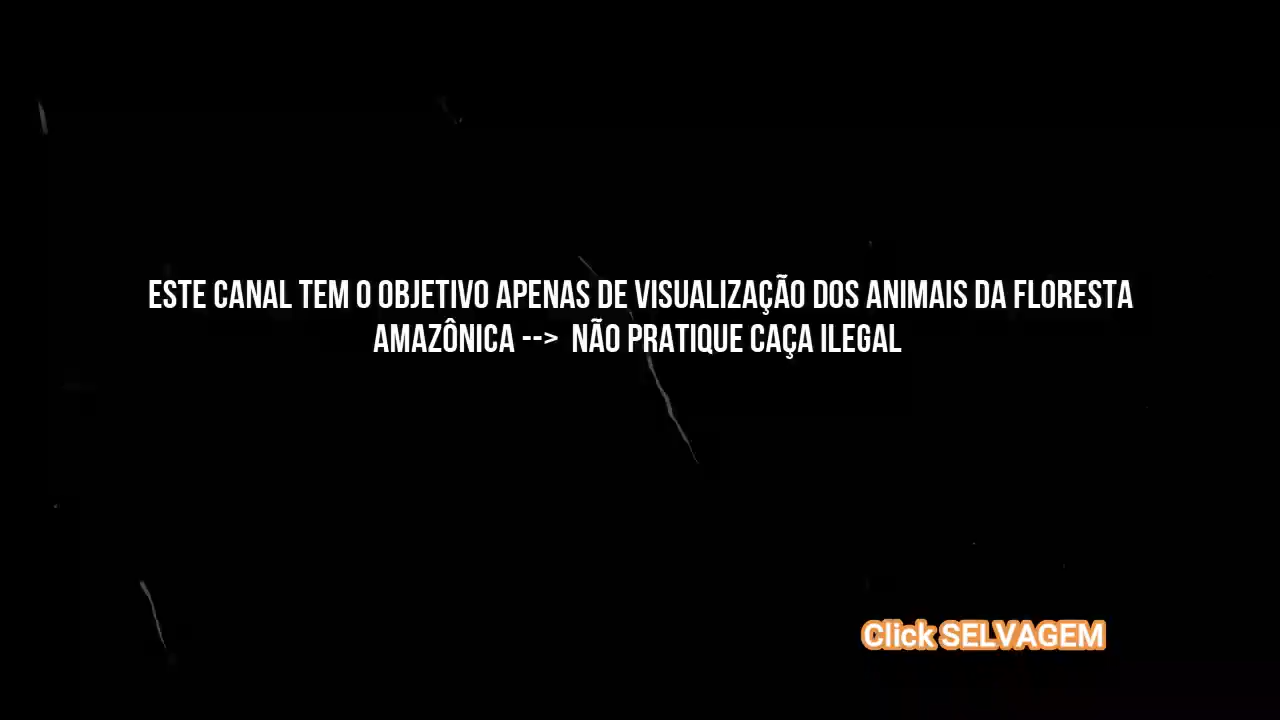 ESTE CANAL TEM O OBJETIVO APENAS DE VISUALIZAÇÃO DOS ANIMAIS DA FLORESTA
AMAZÔNICA --> NÃO PRATIQUE CAÇA ILEGAL
Click SELVAGEM